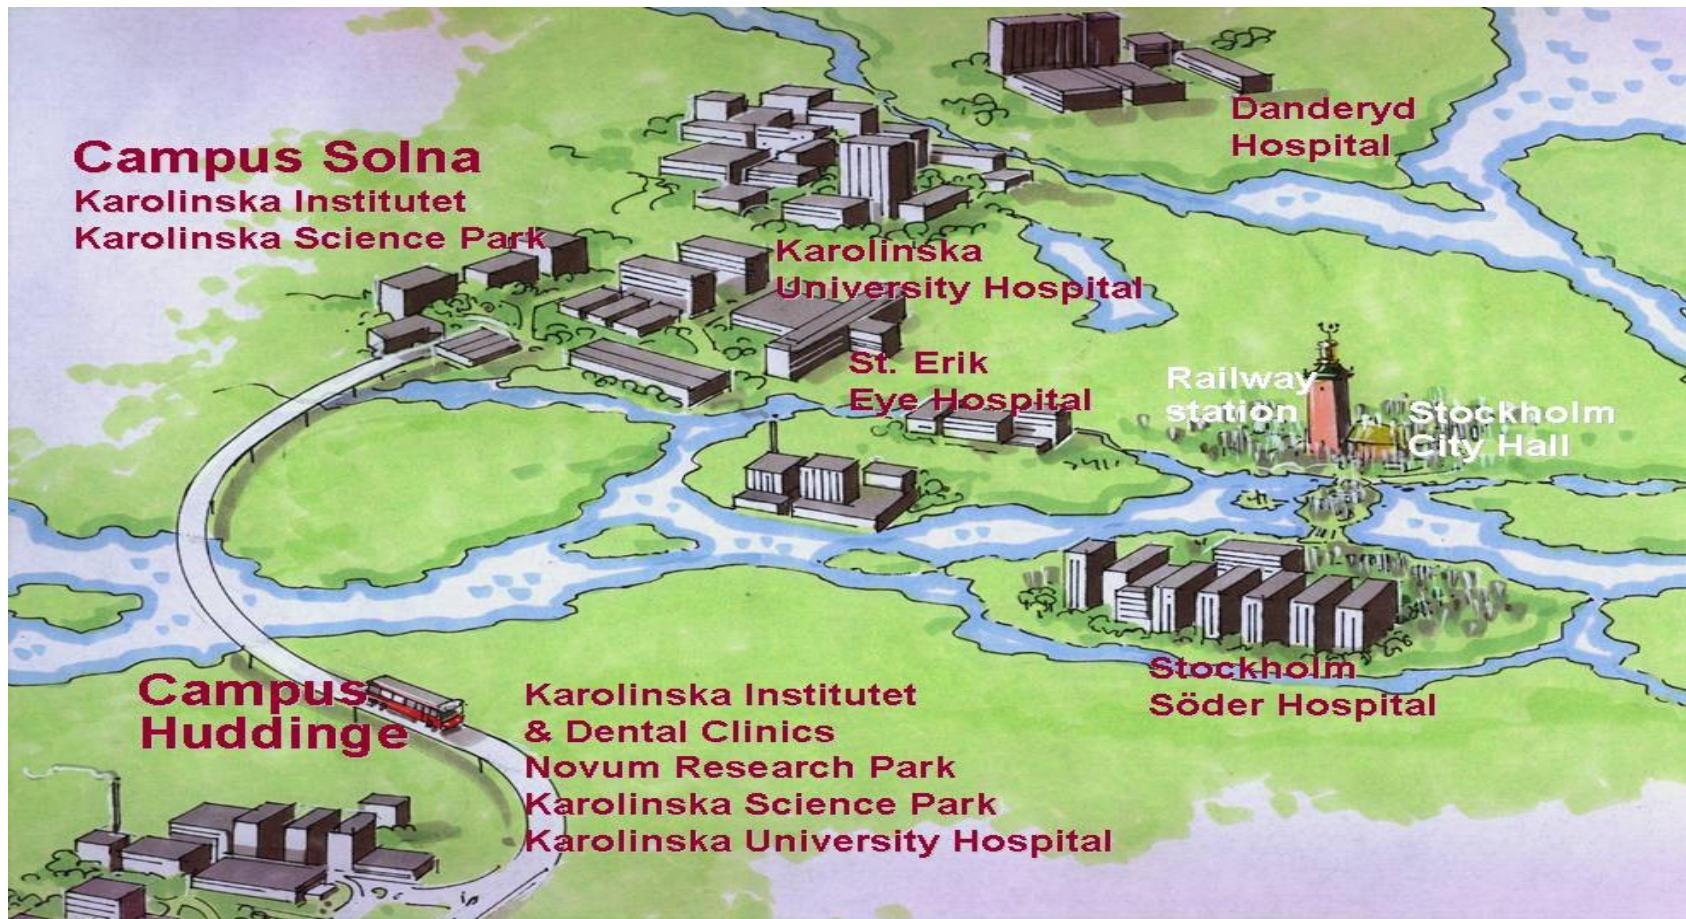 Danderyd
Hospital
Campus Solna
Karolinska Institutet
Karolinska Science Park
Karolinska
University Hospital
St. Erik
Eye Hospital
Railway
station
Stockholm
City Hall
Stockholm
Söder Hospital
Campus
Huddinge
Karolinska Institutet
& Dental Clinics
Novum Research Park
Karolinska Science Park
Karolinska University Hospital